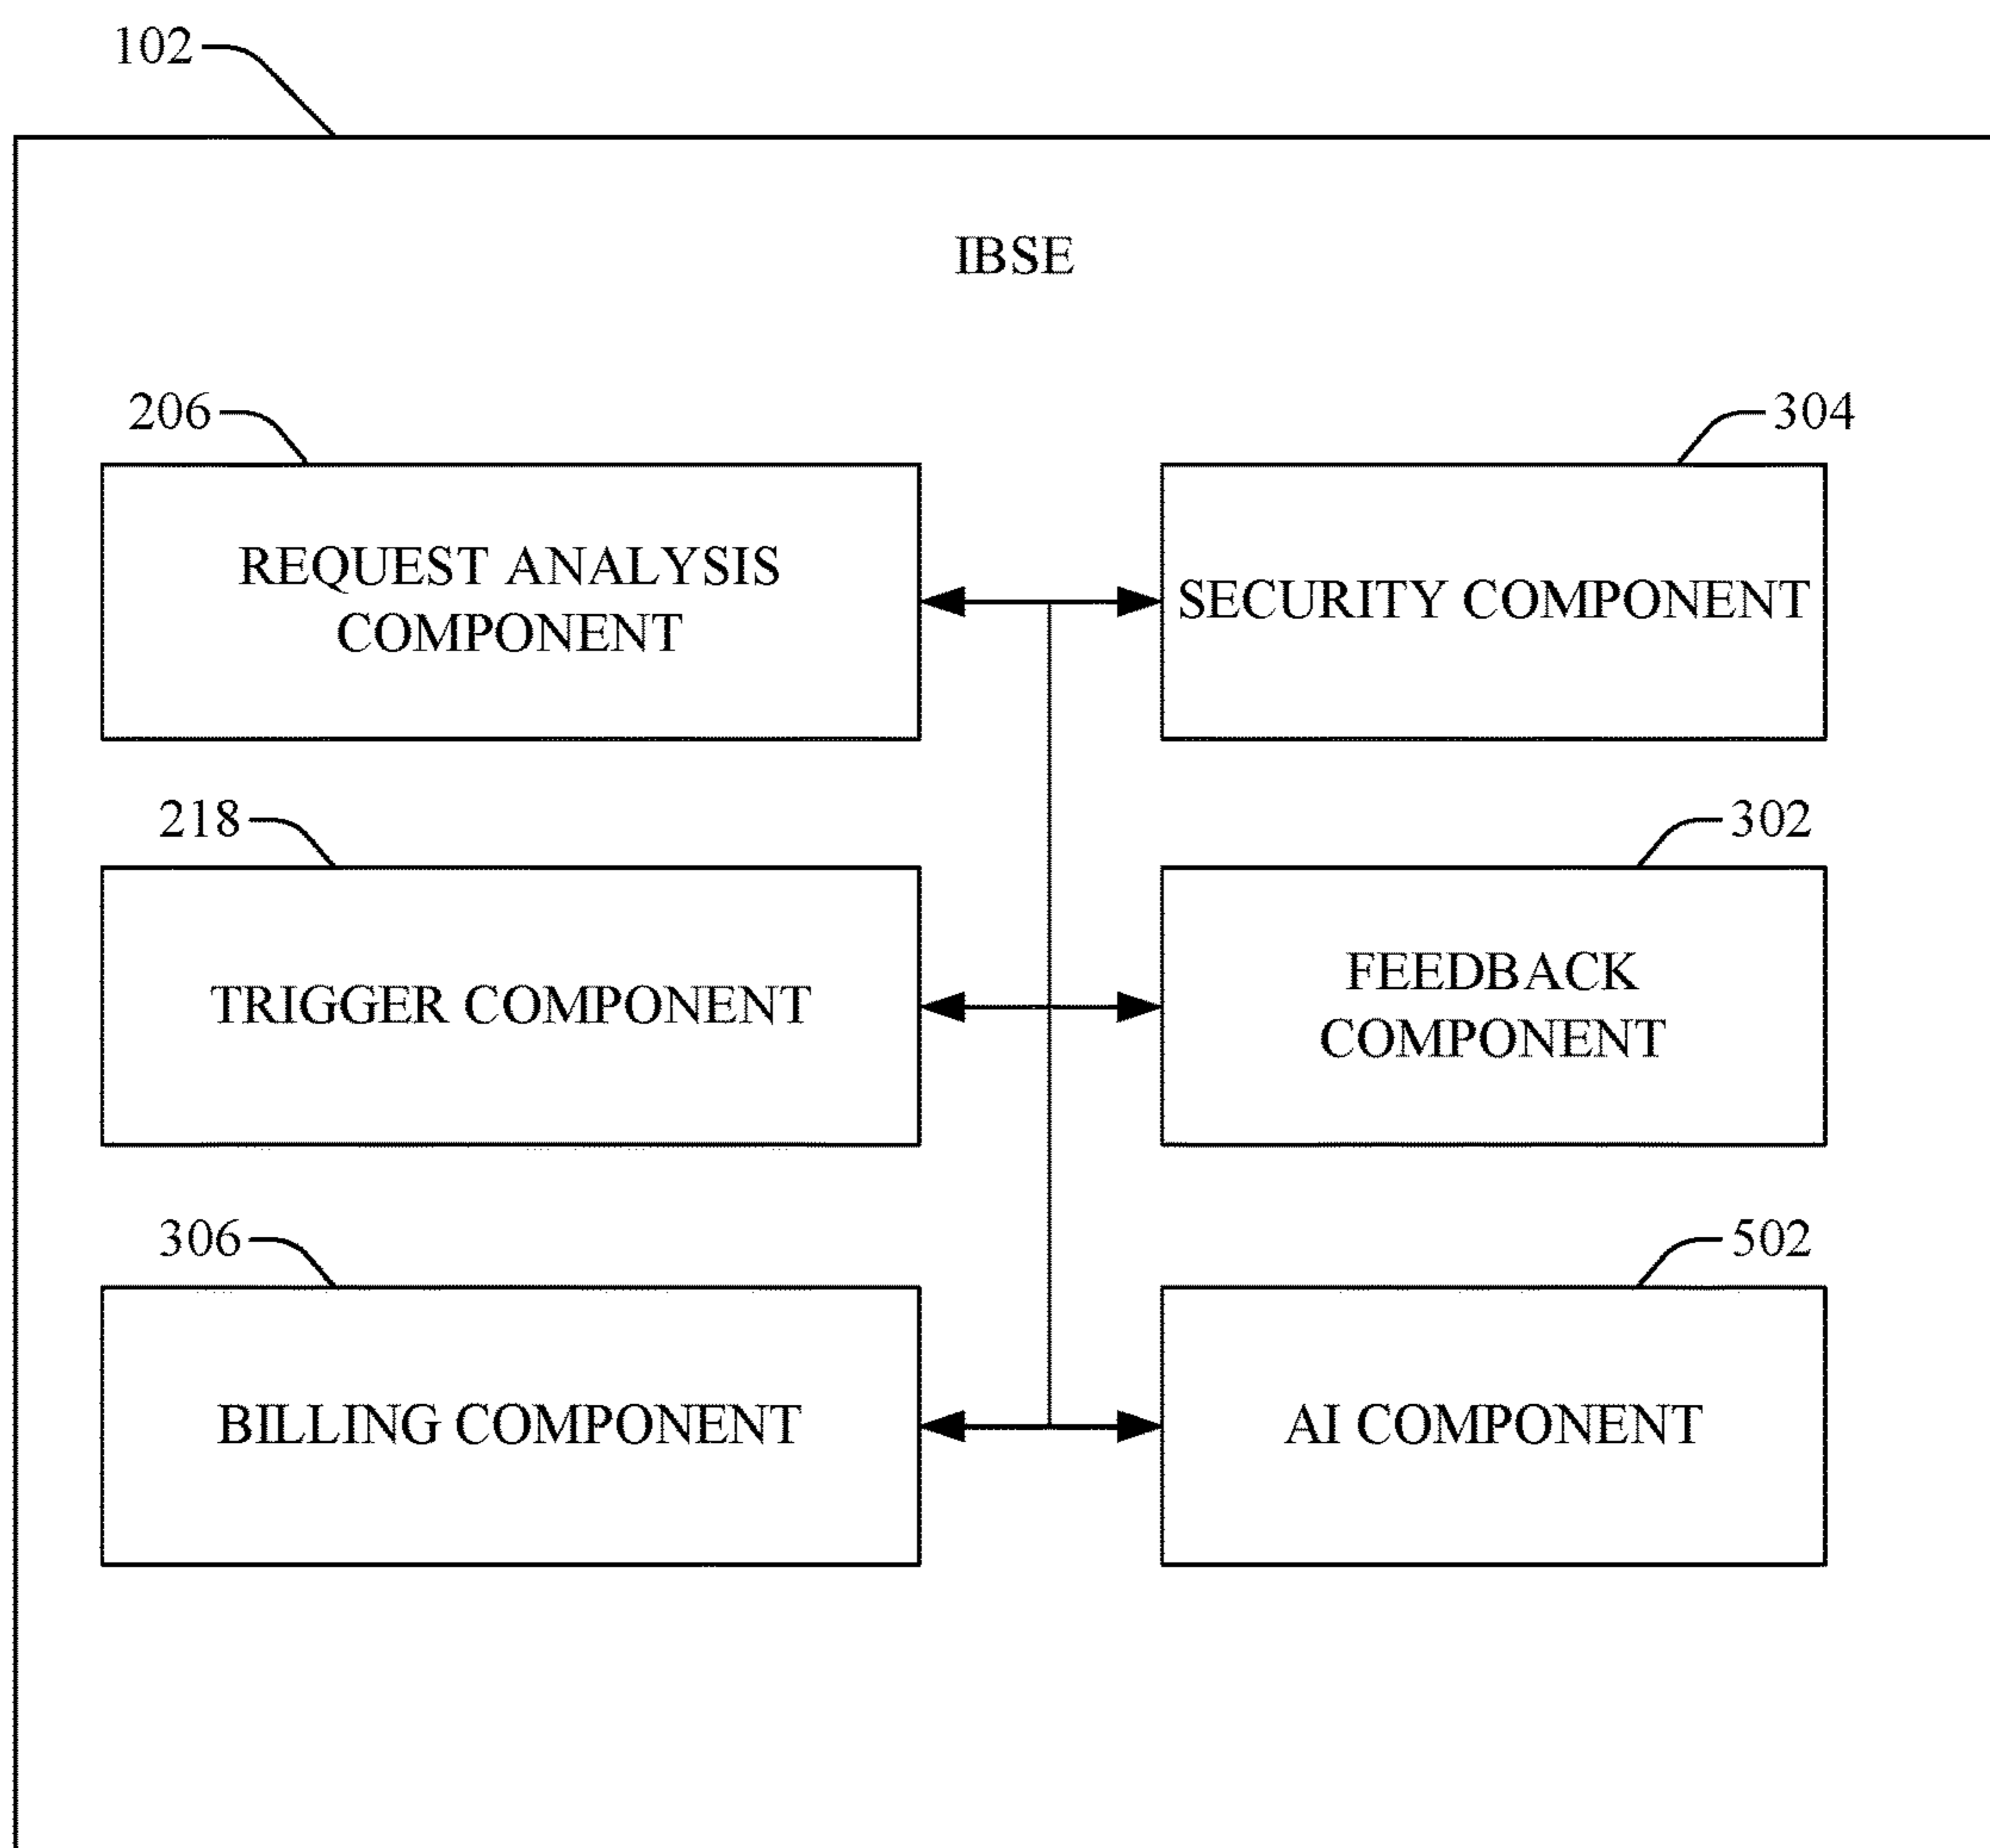 102
IBSE
206
304
REQUEST ANALYSIS
COMPONENT
SECURITY COMPONENT
218
302
TRIGGER COMPONENT
FEEDBACK
COMPONENT
306
502
BILLING COMPONENT
AI COMPONENT